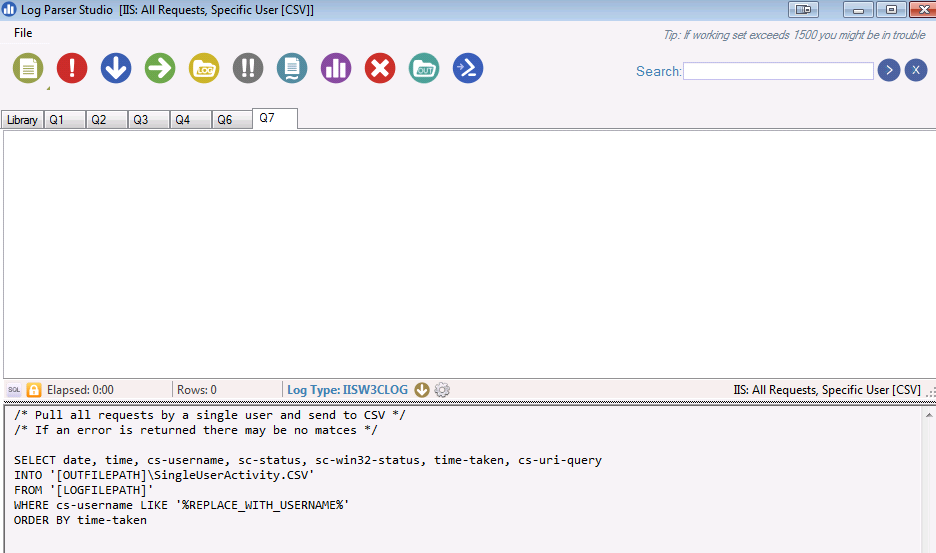 Log Parser Studio [IIS: All Requests, Specific User [CSV]]
File
Tip: If working set exceeds 1500 you might be in trouble
! LOG !! OUT
Search: > X
Library Q1 Q2 Q3 Q4 Q6 Q7
SQL Elapsed: 0:00 Rows: 0 Log Type: IISW3CLOG IIS: All Requests, Specific User [CSV]
/* Pull all requests by a single user and send to CSV */
/* If an error is returned there may be no matces */
SELECT date, time, cs-username, sc-status, sc-win32-status, time-taken, cs-uri-query
INTO '[OUTFILEPATH]\SingleUserActivity.CSV'
FROM '[LOGFILEPATH]'
WHERE cs-username LIKE '%REPLACE_WITH_USERNAME%'
ORDER BY time-taken